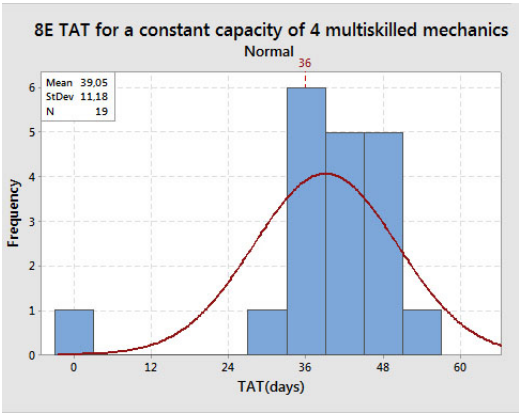 8E TAT for a constant capacity of 4 multiskilled mechanics
Normal
36
Mean 39,05
StDev 11,18
N 19
6
5
4
3
2
1
0
Frequency
0 12 24 36 48 60
TAT(days)